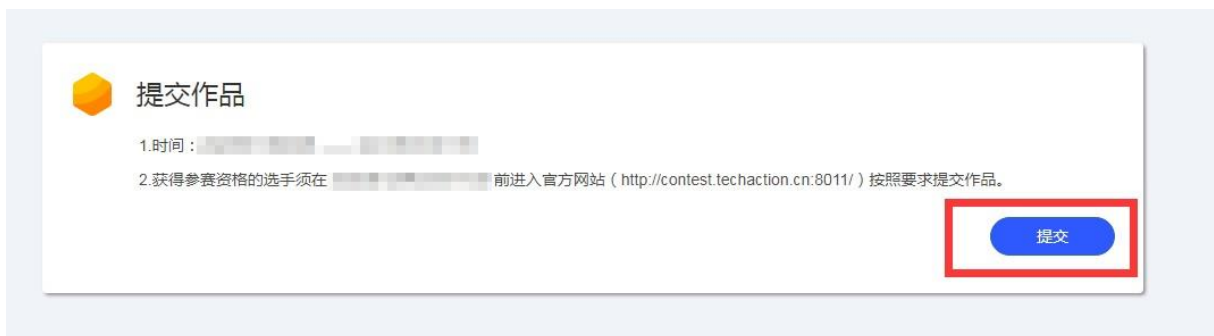 提交作品
1.时间：
2.获得参赛资格的选手须在 前进入官方网站（http://contest.techaction.cn:8011/）按照要求提交作品。
提交